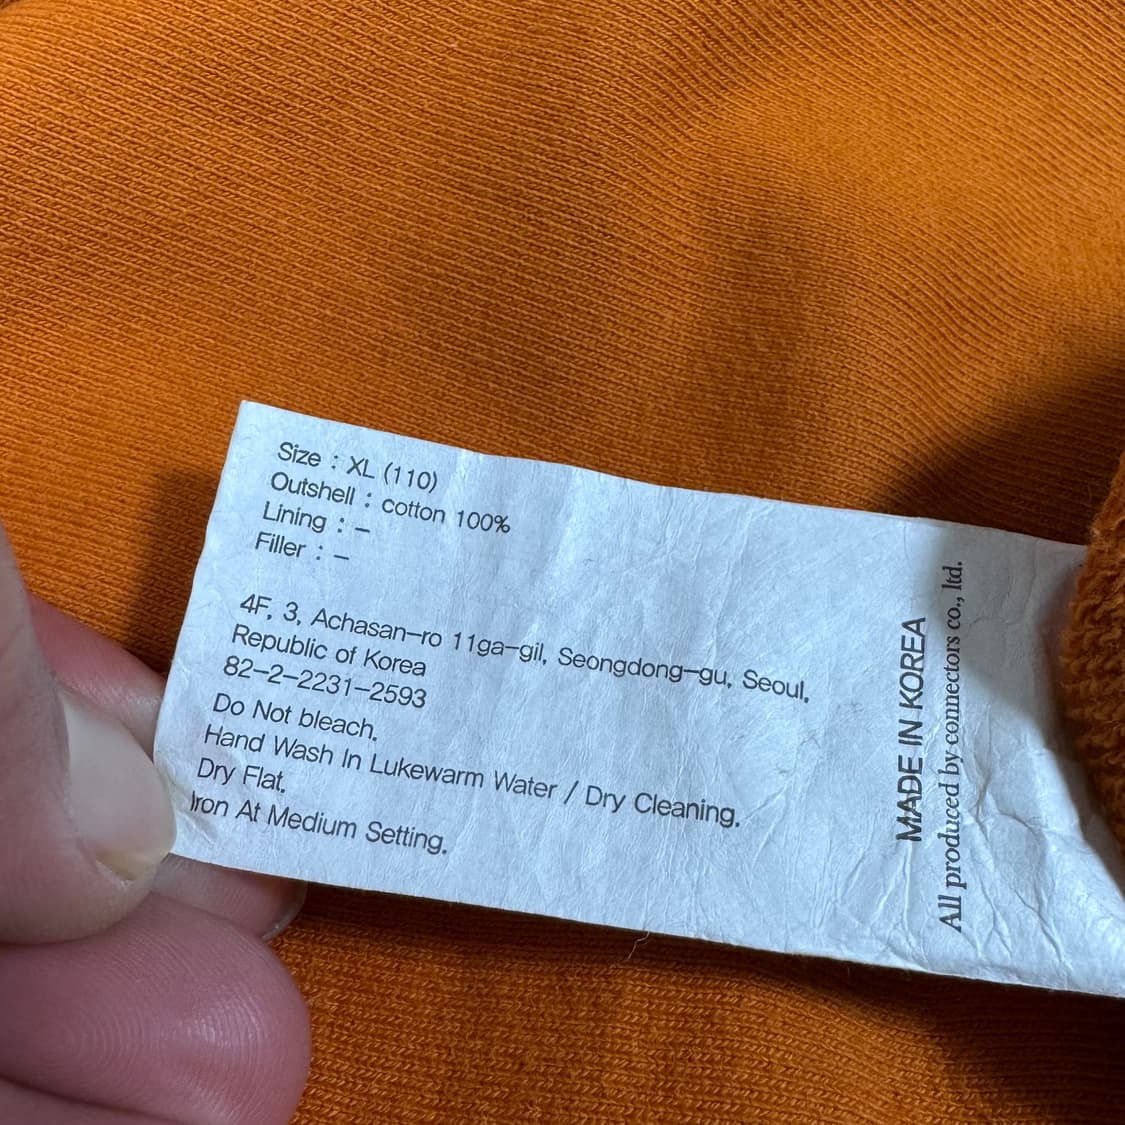 Size : XL (110)
Outshell : cotton 100%
Lining : –
Filler : –
4F, 3, Achasan-ro 11ga-gil, Seongdong-gu, Seoul,
Republic of Korea
82-2-2231-2593
Do Not bleach.
Hand Wash In Lukewarm Water / Dry Cleaning.
Dry Flat.
Iron At Medium Setting.
MADE IN KOREA
All produced by connectors co., ltd.